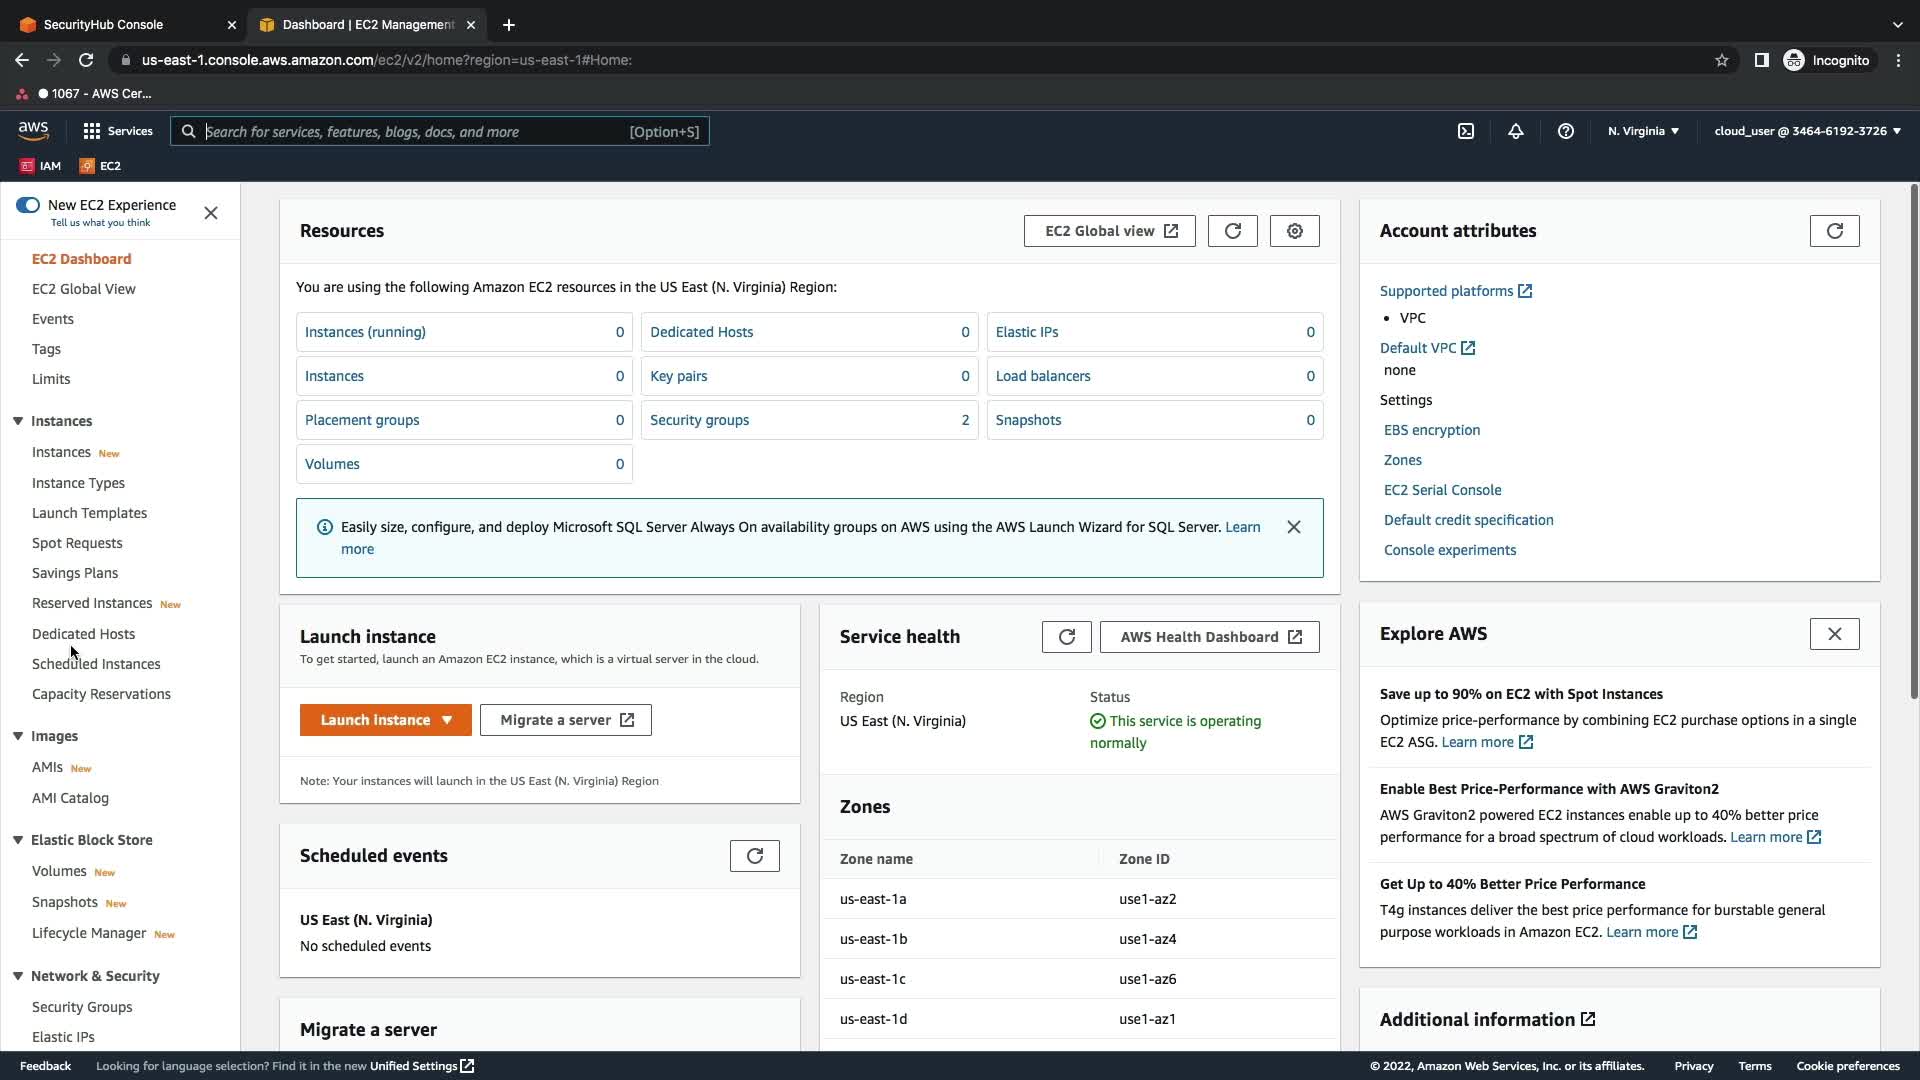 SecurityHub Console
Dashboard | EC2 Management
us-east-1.console.aws.amazon.com/ec2/v2/home?region=us-east-1#Home:
Incognito
1067 - AWS Cer...
aws
Services
Search for services, features, blogs, docs, and more
[Option+S]
N. Virginia
cloud_user @ 3464-6192-3726
IAM
EC2
New EC2 Experience
Tell us what you think
EC2 Dashboard
EC2 Global View
Events
Tags
Limits
Instances
Instances New
Instance Types
Launch Templates
Spot Requests
Savings Plans
Reserved Instances New
Dedicated Hosts
Scheduled Instances
Capacity Reservations
Images
AMIs New
AMI Catalog
Elastic Block Store
Volumes New
Snapshots New
Lifecycle Manager New
Network & Security
Security Groups
Elastic IPs
Resources
EC2 Global view
You are using the following Amazon EC2 resources in the US East (N. Virginia) Region:
Instances (running) 0
Dedicated Hosts 0
Elastic IPs 0
Instances 0
Key pairs 0
Load balancers 0
Placement groups 0
Security groups 2
Snapshots 0
Volumes 0
Easily size, configure, and deploy Microsoft SQL Server Always On availability groups on AWS using the AWS Launch Wizard for SQL Server. Learn
more
Launch instance
To get started, launch an Amazon EC2 instance, which is a virtual server in the cloud.
Launch instance
Migrate a server
Note: Your instances will launch in the US East (N. Virginia) Region
Scheduled events
US East (N. Virginia)
No scheduled events
Migrate a server
Service health
AWS Health Dashboard
Region
US East (N. Virginia)
Status
This service is operating
normally
Zones
Zone name Zone ID
us-east-1a use1-az2
us-east-1b use1-az4
us-east-1c use1-az6
us-east-1d use1-az1
Account attributes
Supported platforms
• VPC
Default VPC
none
Settings
EBS encryption
Zones
EC2 Serial Console
Default credit specification
Console experiments
Explore AWS
Save up to 90% on EC2 with Spot Instances
Optimize price-performance by combining EC2 purchase options in a single
EC2 ASG. Learn more
Enable Best Price-Performance with AWS Graviton2
AWS Graviton2 powered EC2 instances enable up to 40% better price
performance for a broad spectrum of cloud workloads. Learn more
Get Up to 40% Better Price Performance
T4g instances deliver the best price performance for burstable general
purpose workloads in Amazon EC2. Learn more
Additional information
Feedback
Looking for language selection? Find it in the new Unified Settings
© 2022, Amazon Web Services, Inc. or its affiliates.
Privacy
Terms
Cookie preferences